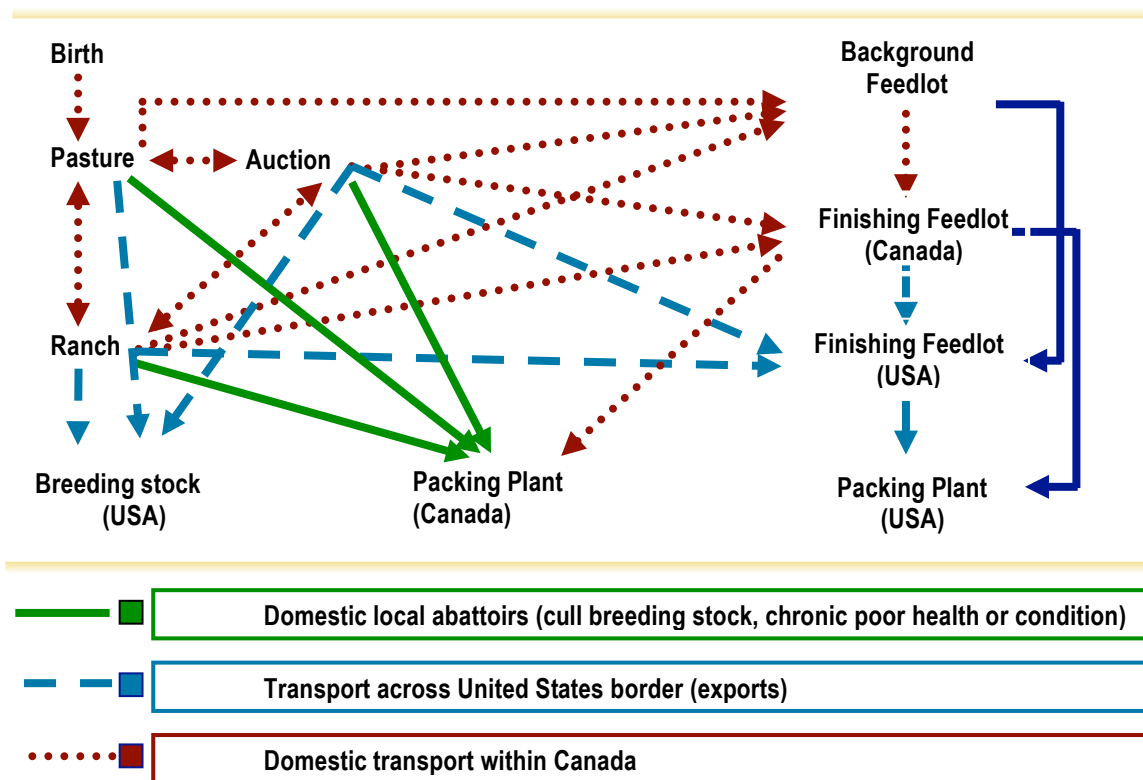 Birth
Background
Feedlot
Pasture
Auction
Finishing Feedlot
(Canada)
Ranch
Finishing Feedlot
(USA)
Breeding stock
(USA)
Packing Plant
(Canada)
Packing Plant
(USA)
Domestic local abattoirs (cull breeding stock, chronic poor health or condition)
Transport across United States border (exports)
Domestic transport within Canada